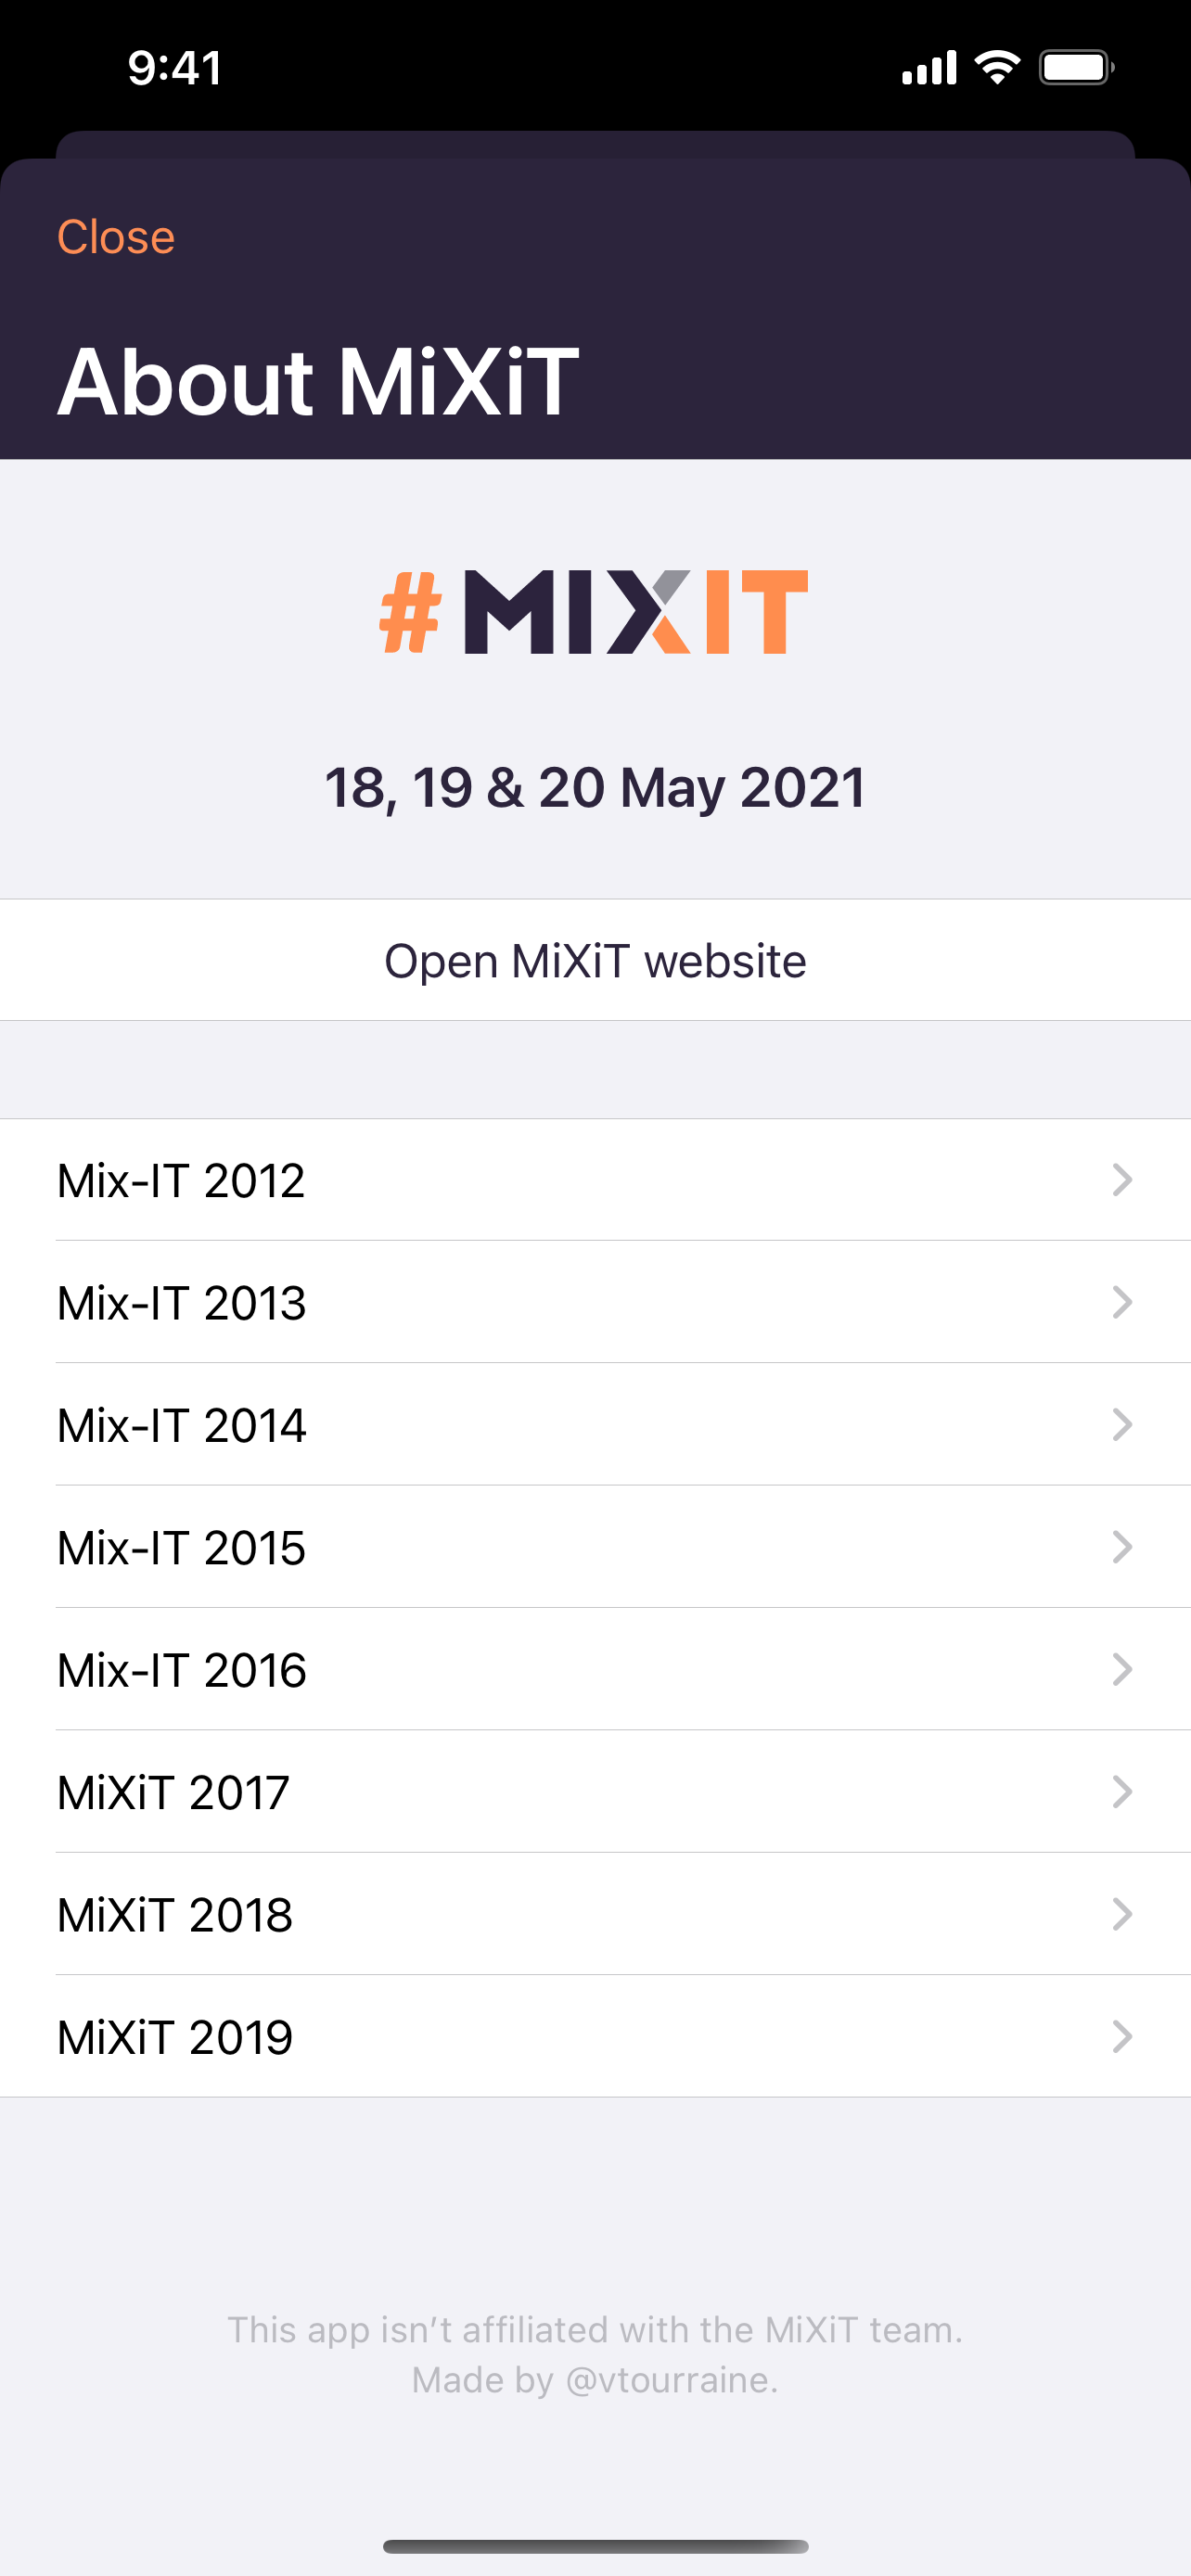 9:41
Close
About MiXiT
#MIXIT
18, 19 & 20 May 2021
Open MiXiT website
Mix-IT 2012
Mix-IT 2013
Mix-IT 2014
Mix-IT 2015
Mix-IT 2016
MiXiT 2017
MiXiT 2018
MiXiT 2019
This app isn’t affiliated with the MiXiT team.
Made by @vtourraine.